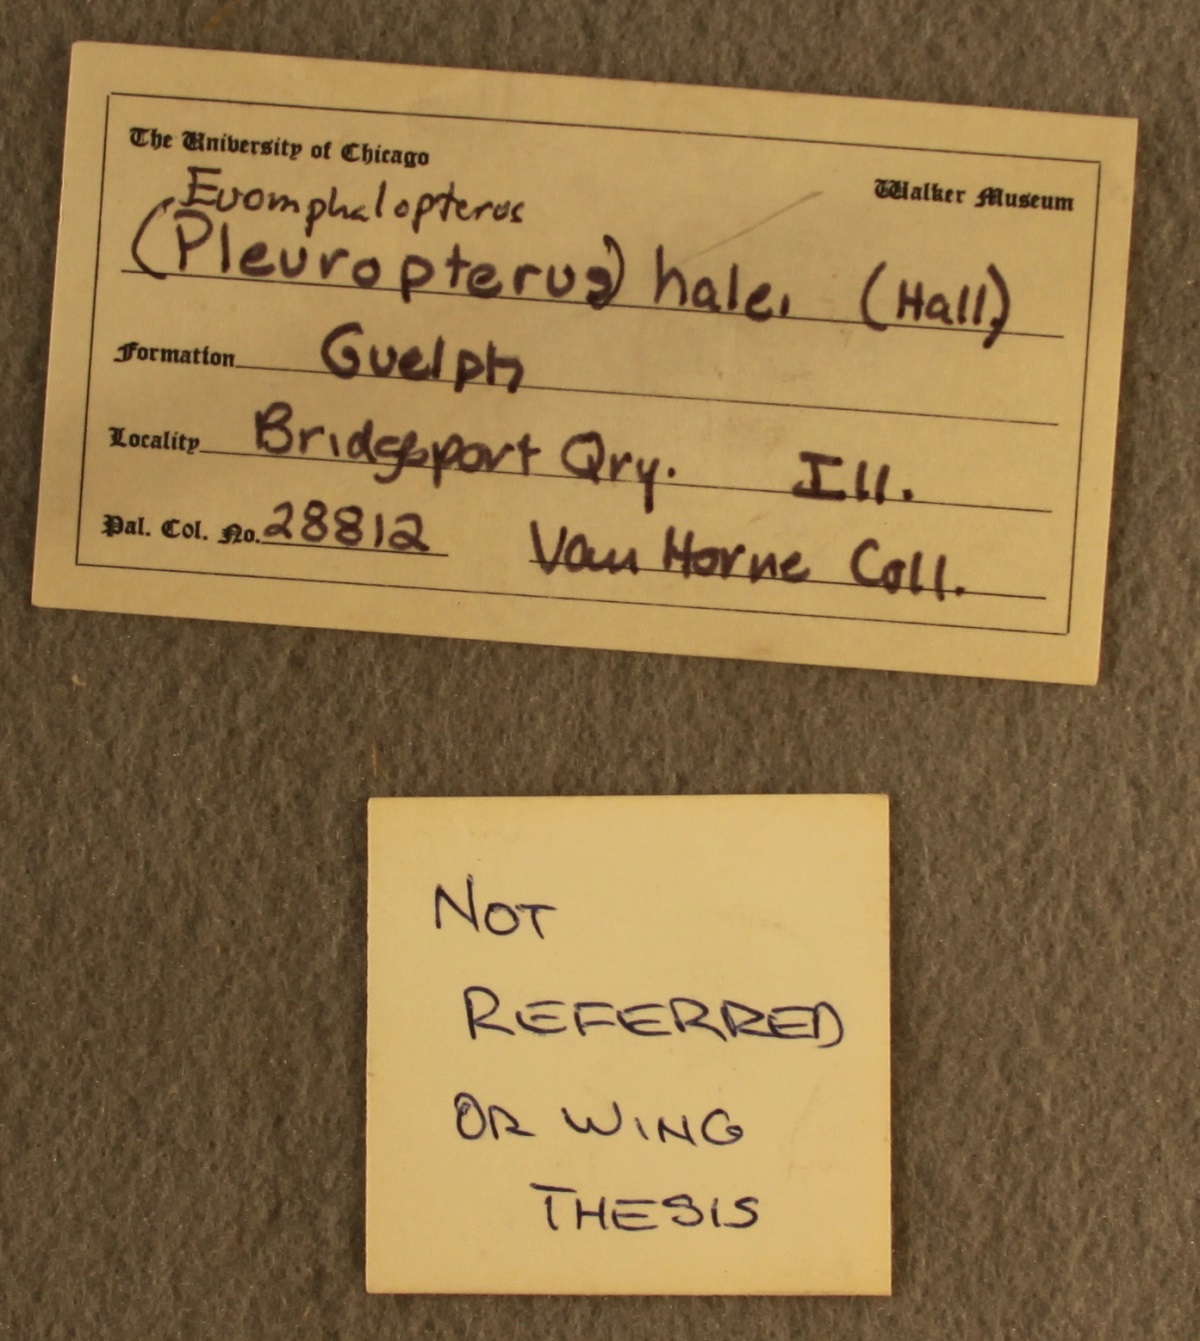 The University of Chicago
Walker Museum
Euomphalopterus
(Pleuropterus) halei (Hall)
Formation Guelph
Locality Bridgeport Qry. Ill.
Pal. Col. No. 28812 Van Horne Coll.
NOT
REFERRED
OR WING
THESIS